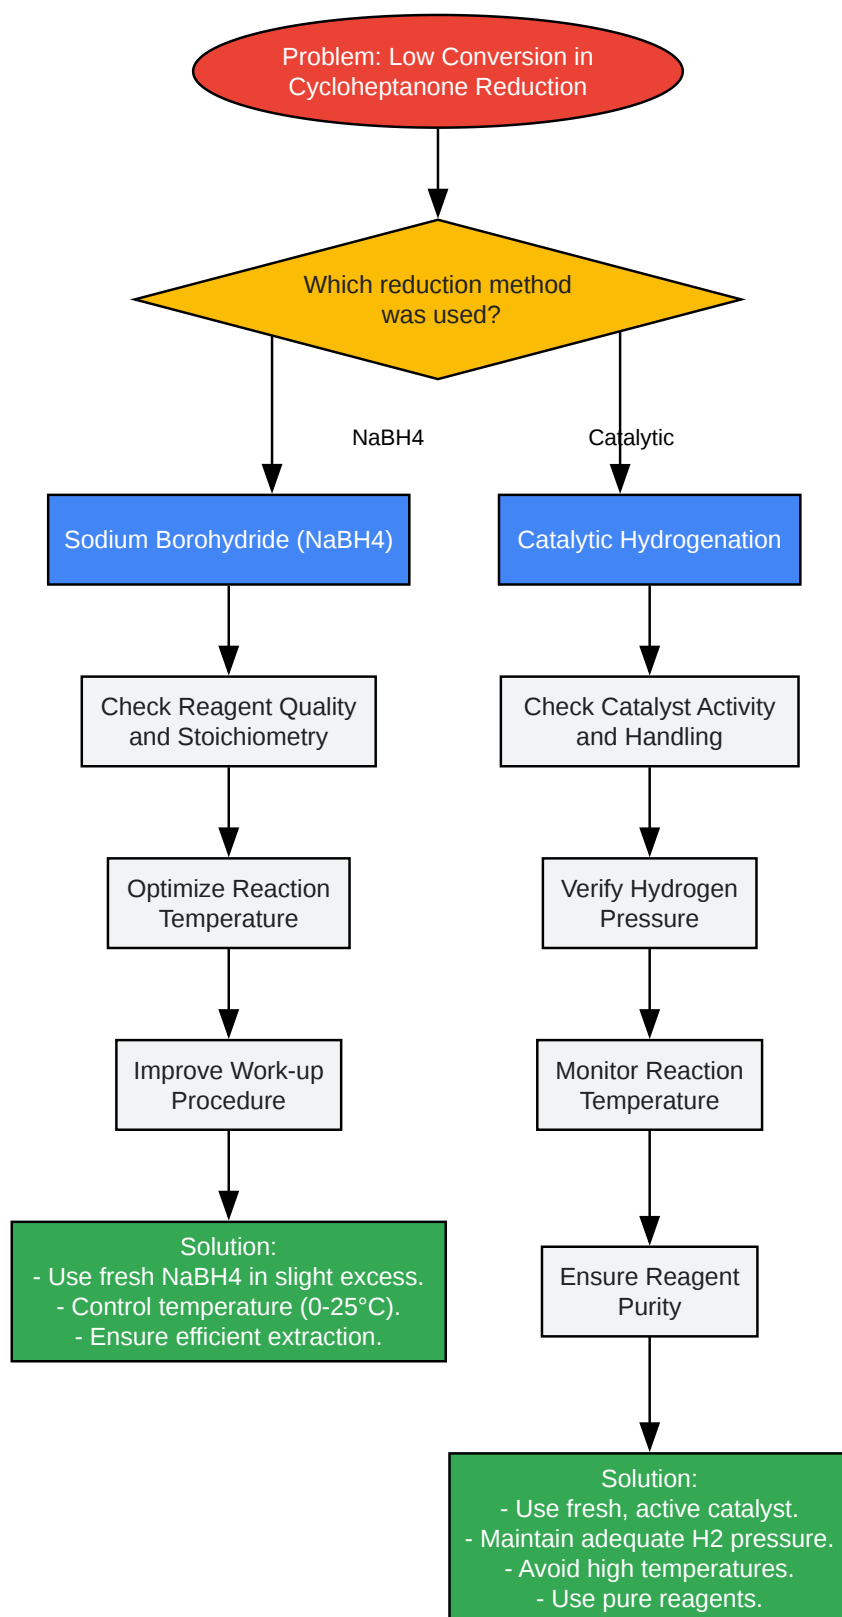 Problem: Low Conversion in
Cycloheptanone Reduction
Which reduction method
was used?
NaBH4
Catalytic
Sodium Borohydride (NaBH4)
Catalytic Hydrogenation
Check Reagent Quality
and Stoichiometry
Check Catalyst Activity
and Handling
Optimize Reaction
Temperature
Verify Hydrogen
Pressure
Improve Work-up
Procedure
Monitor Reaction
Temperature
Solution:
- Use fresh NaBH4 in slight excess.
- Control temperature (0-25°C).
- Ensure efficient extraction.
Ensure Reagent
Purity
Solution:
- Use fresh, active catalyst.
- Maintain adequate H2 pressure.
- Avoid high temperatures.
- Use pure reagents.